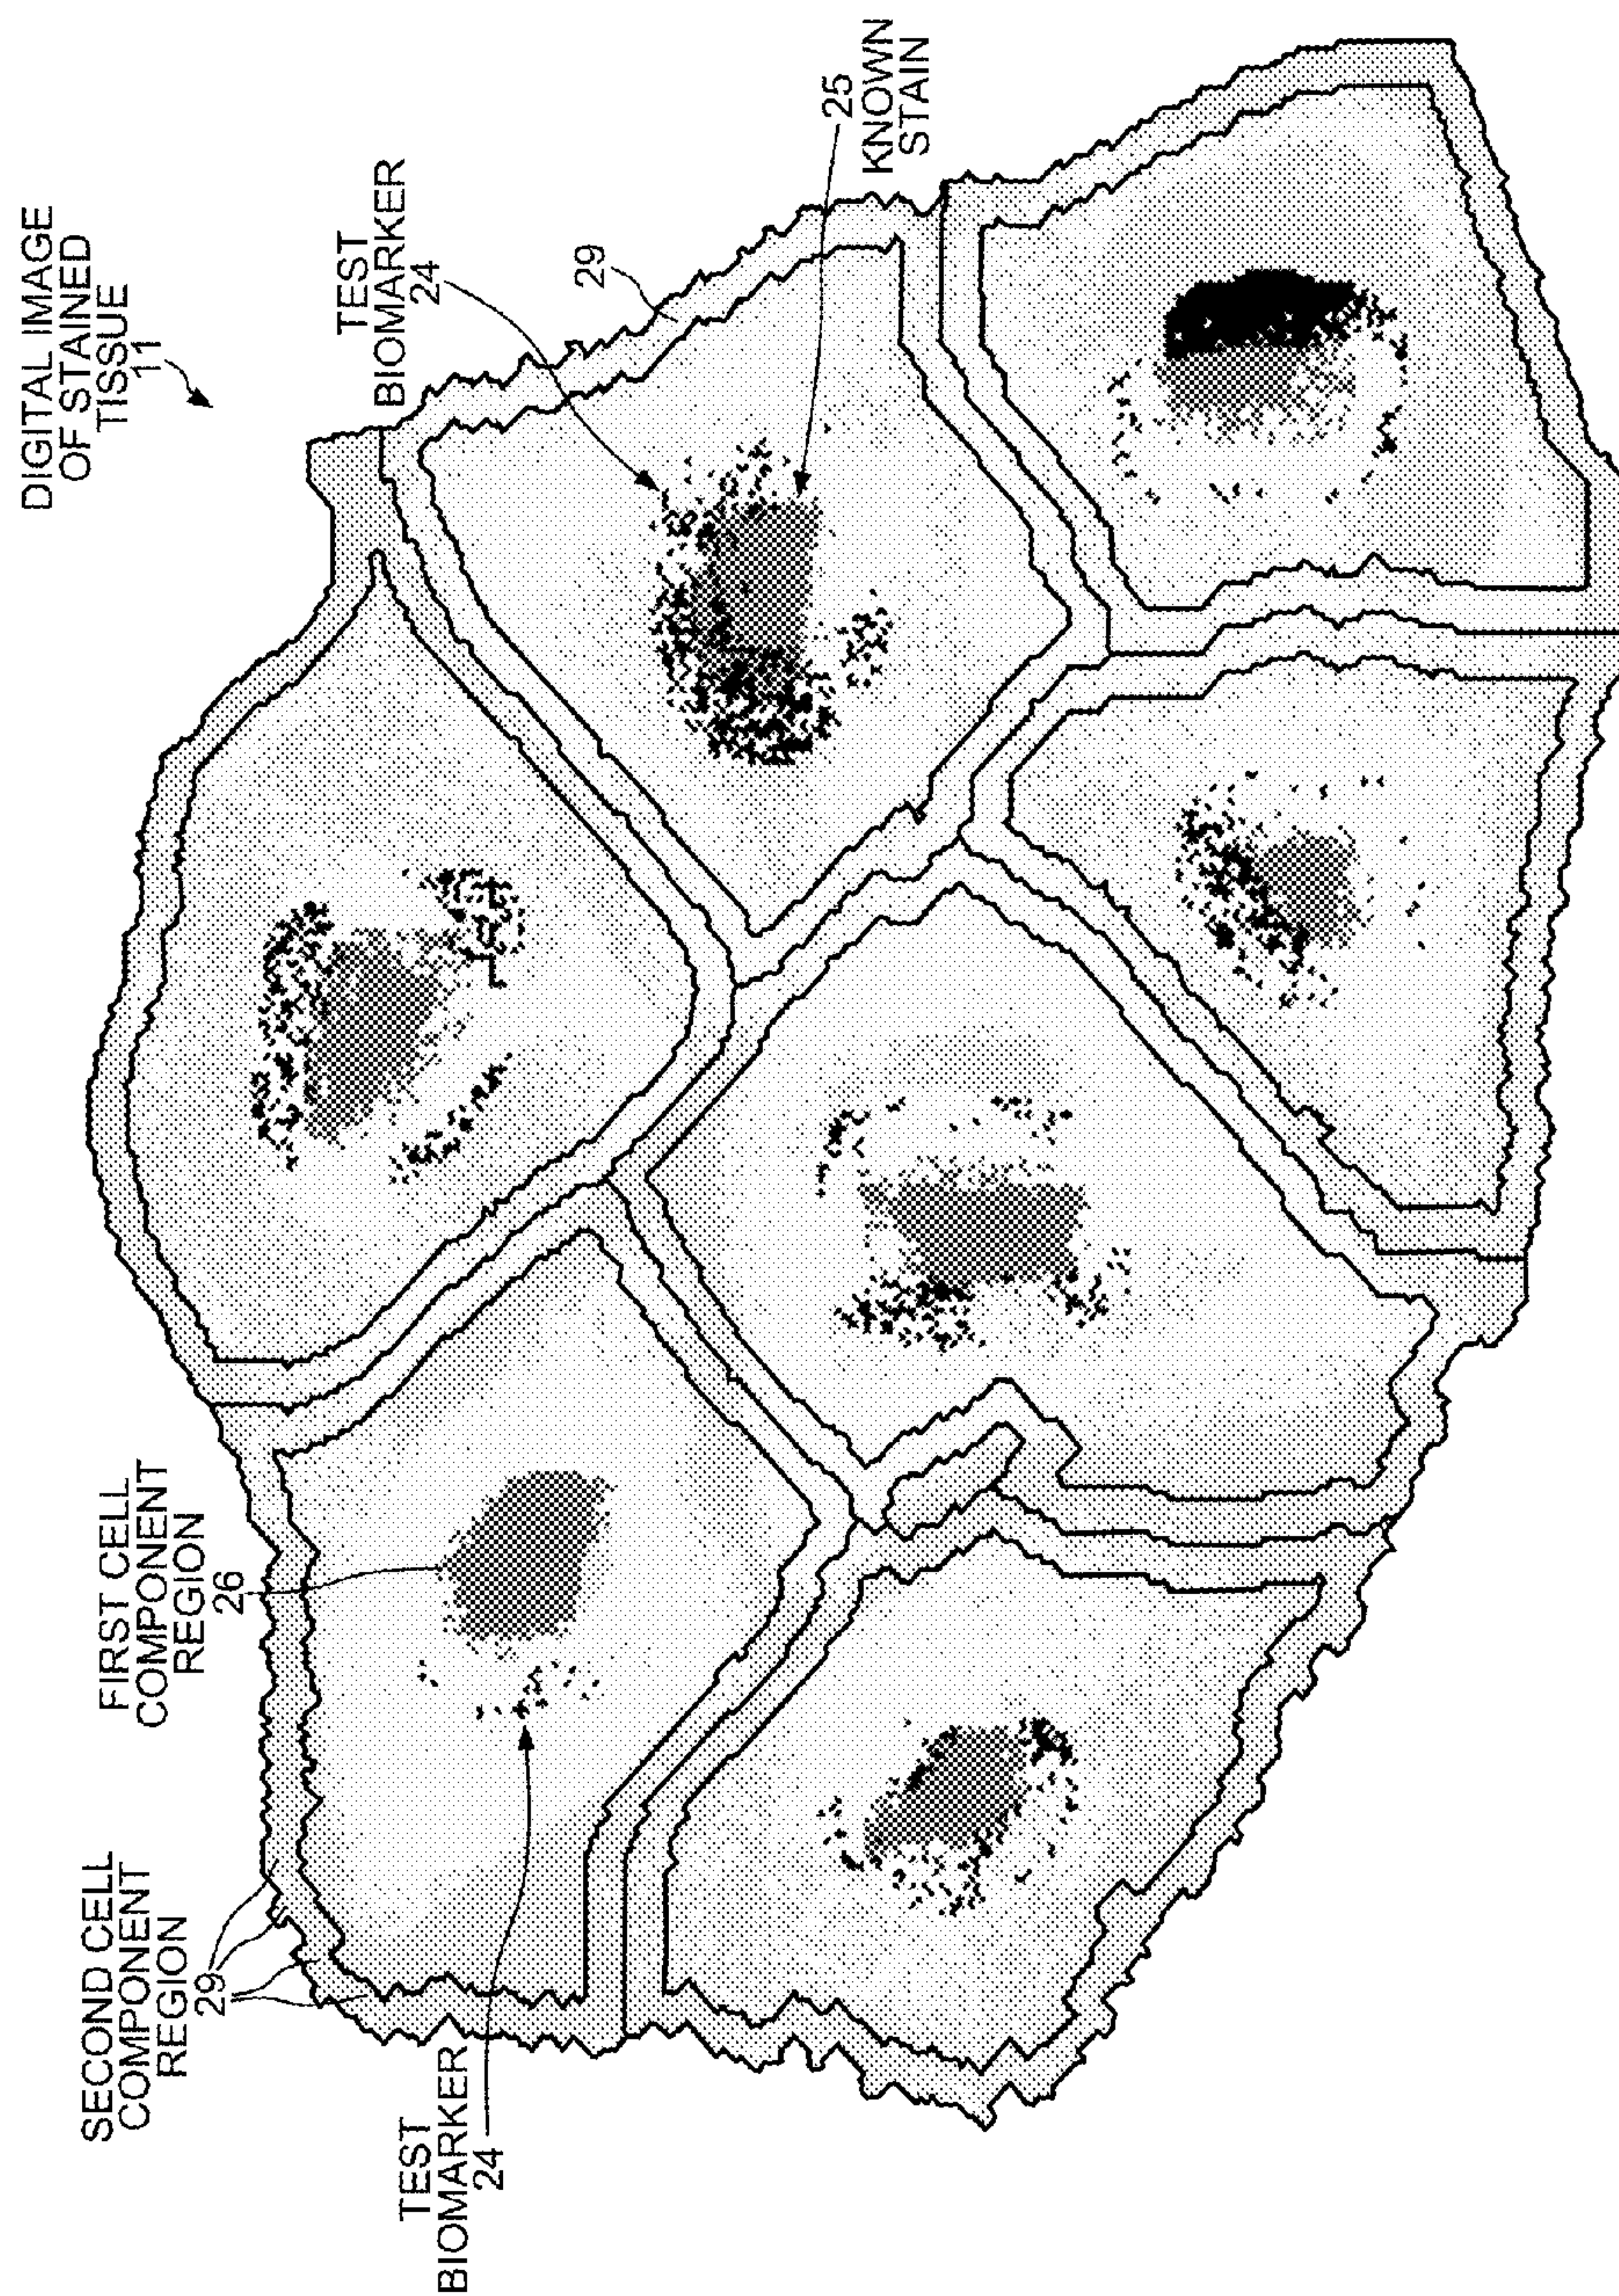 DIGITAL IMAGE
OF STAINED
TISSUE
11
TEST
BIOMARKER
24
29
25
KNOWN
STAIN
FIRST CELL
COMPONENT
REGION
26
SECOND CELL
COMPONENT
REGION
29
TEST
BIOMARKER
24